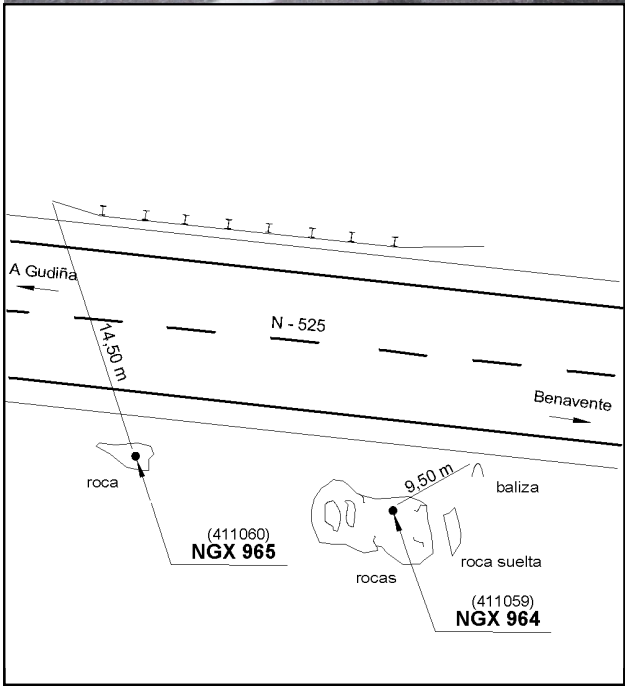 A Gudiña
N - 525
14,50 m
Benavente
9,50 m
baliza
roca
(411060)
NGX 965
roca suelta
rocas
(411059)
NGX 964